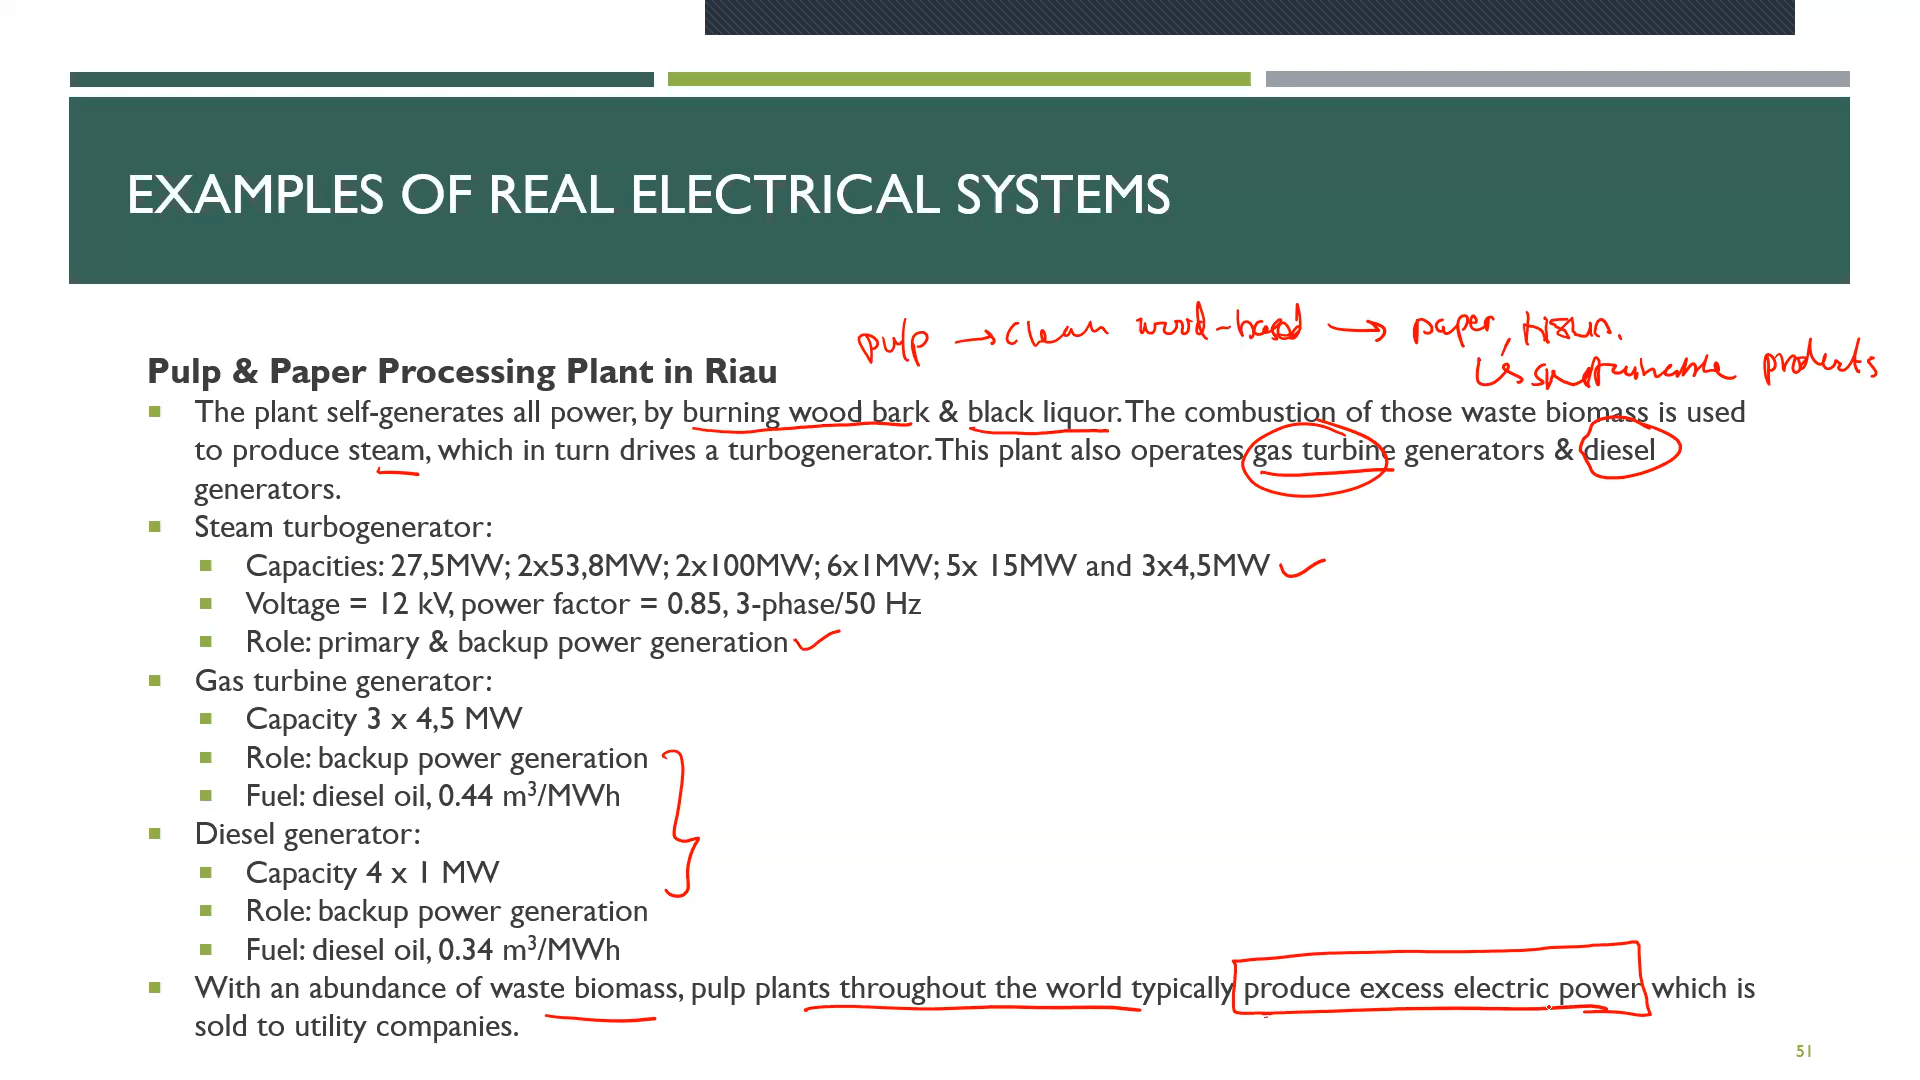 EXAMPLES OF REAL ELECTRICAL SYSTEMS
pulp → clean wood-based → paper,
products
Pulp & Paper Processing Plant in Riau
The plant self-generates all power, by burning wood bark & black liquor. The combustion of those waste biomass is used
to produce steam, which in turn drives a turbogenerator. This plant also operates gas turbine generators & diesel
generators.
Steam turbogenerator:
Capacities: 27,5MW; 2x53,8MW; 2x100MW; 6x1MW; 5x 15MW and 3x4,5MW
Voltage = 12 kV, power factor = 0.85, 3-phase/50 Hz
Role: primary & backup power generation
Gas turbine generator:
Capacity 3 x 4,5 MW
Role: backup power generation
Fuel: diesel oil, 0.44 m³/MWh
Diesel generator:
Capacity 4 x 1 MW
Role: backup power generation
Fuel: diesel oil, 0.34 m³/MWh
With an abundance of waste biomass, pulp plants throughout the world typically produce excess electric power which is
sold to utility companies.
51